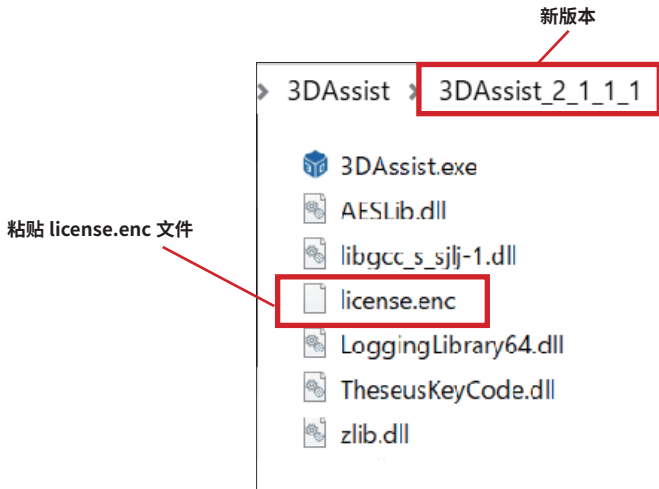 新版本
3DAssist 3DAssist_2_1_1_1
3DAssist.exe
AESLib.dll
粘贴 license.enc 文件
libgcc_s_sjlj-1.dll
license.enc
LoggingLibrary64.dll
TheseusKeyCode.dll
zlib.dll